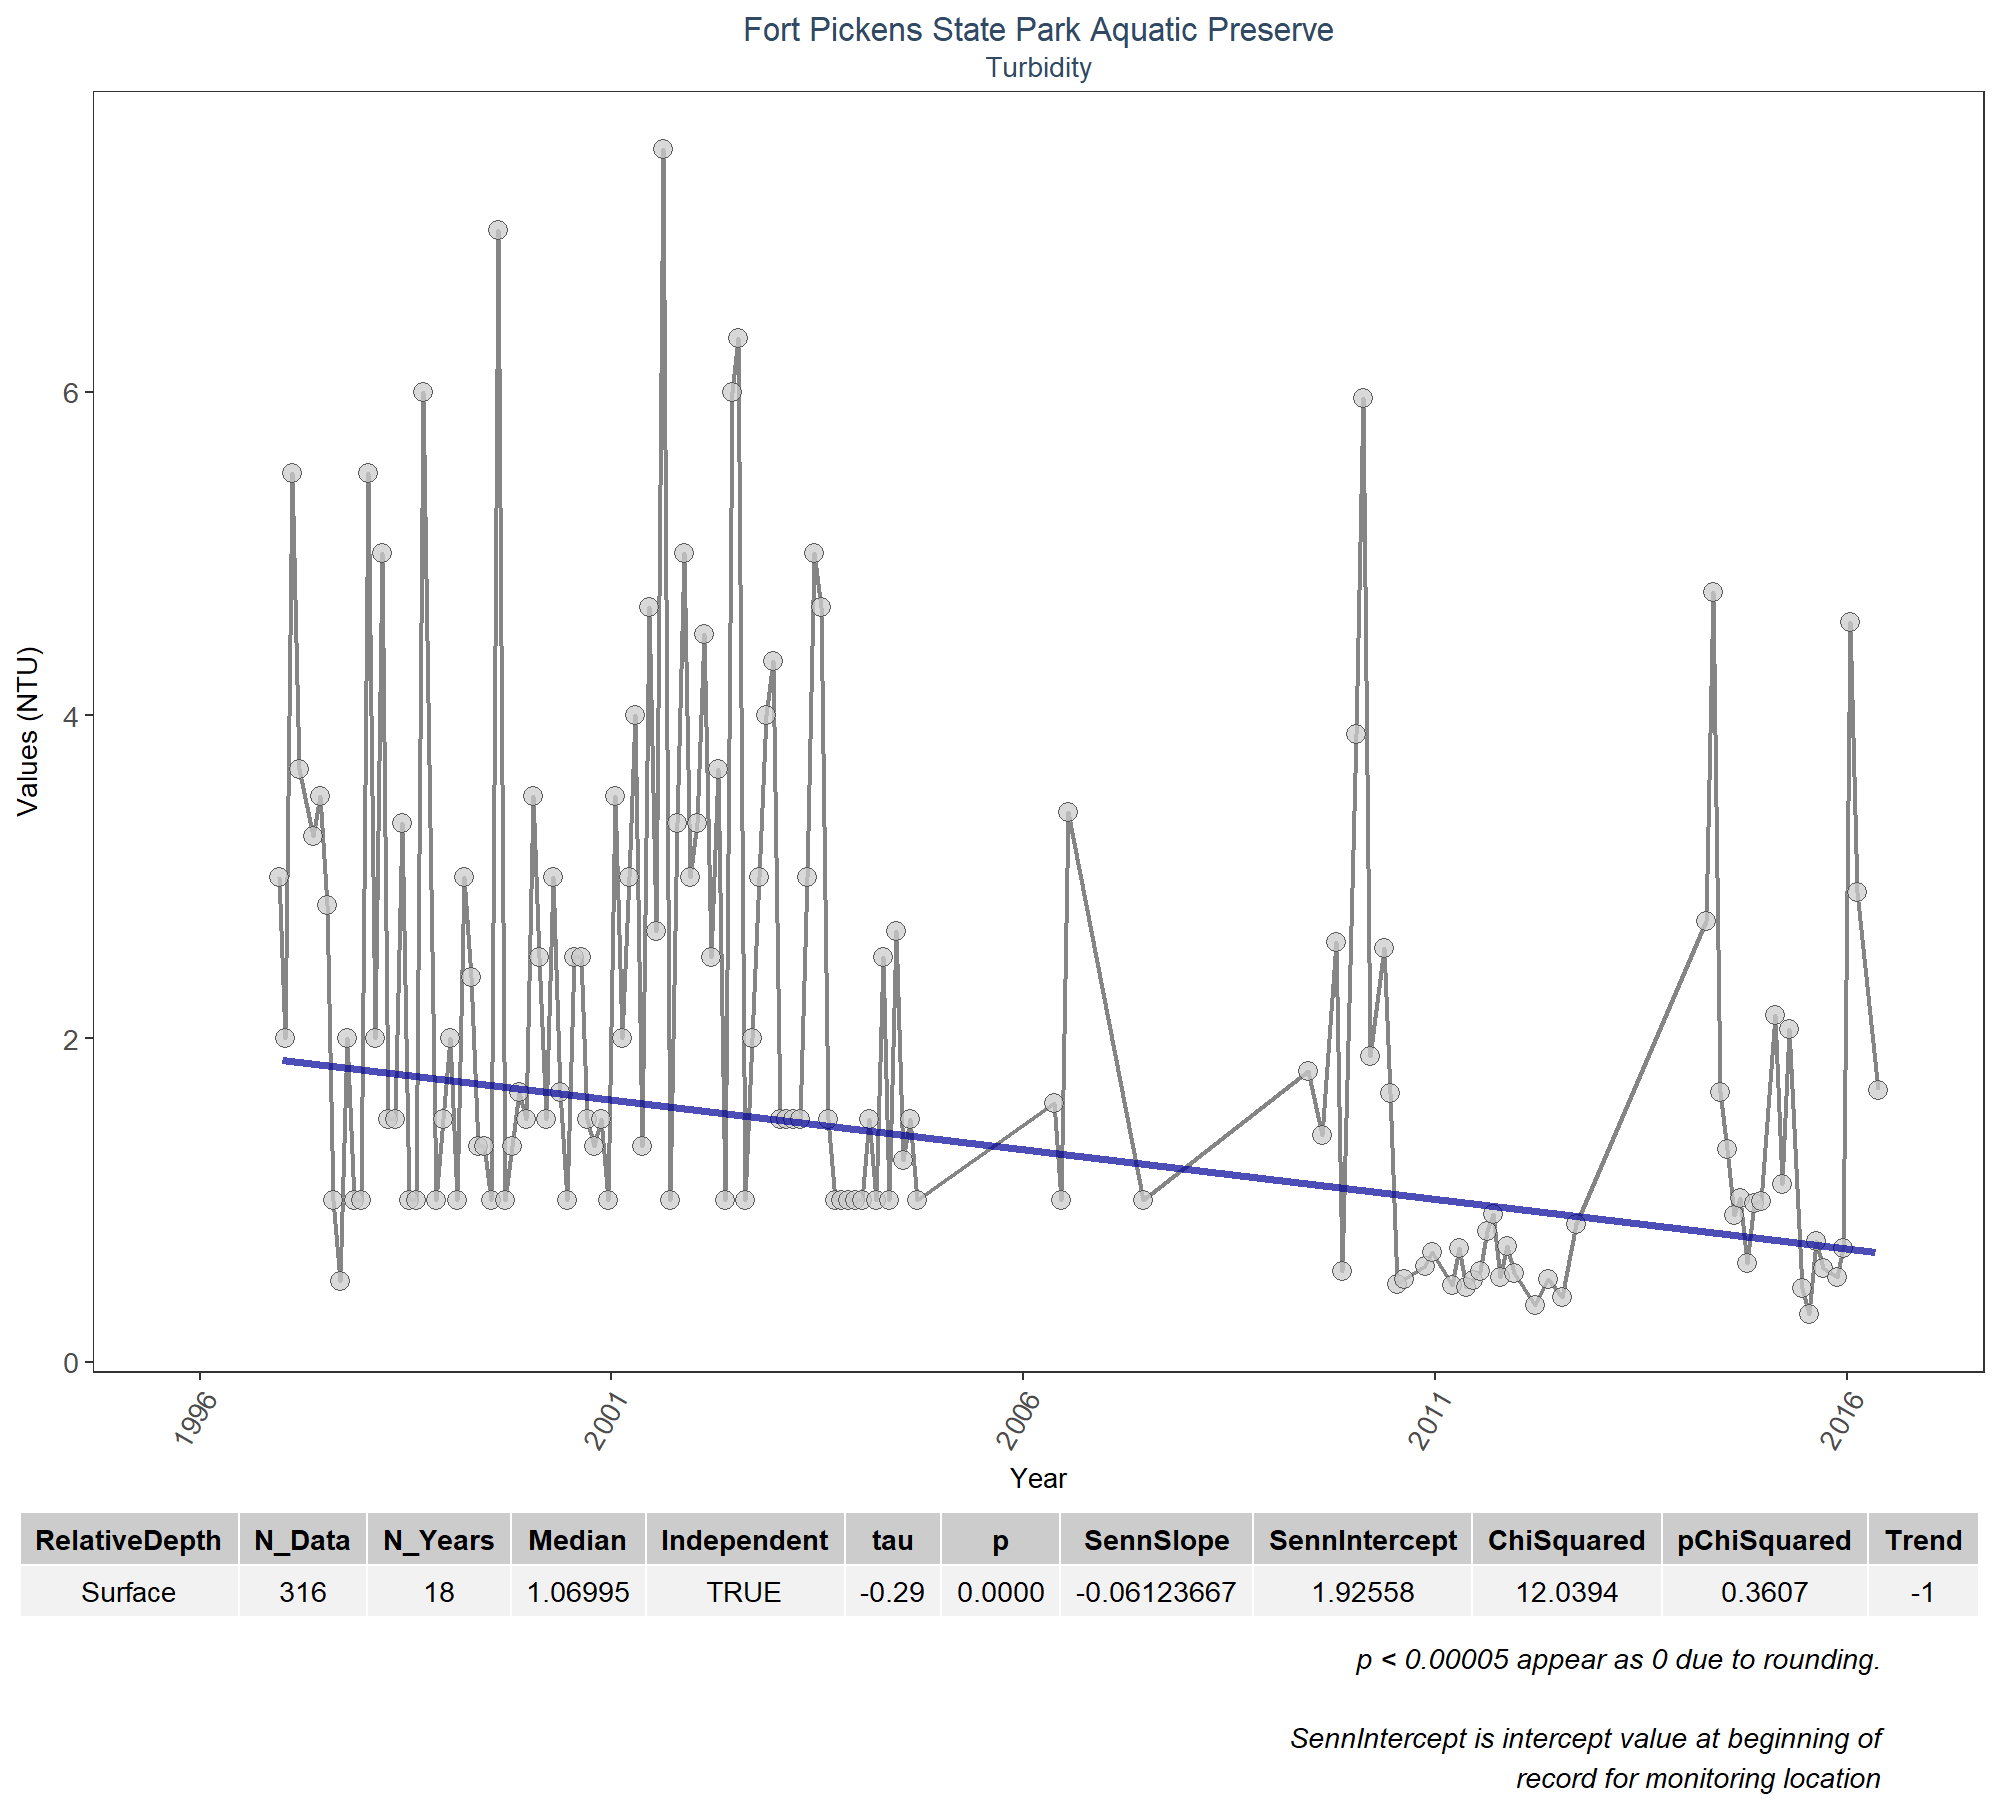 Fort Pickens State Park Aquatic Preserve
Turbidity
Values (NTU)
6
4
2
0
1996 2001 2006 2011 2016
Year
RelativeDepth N_Data N_Years Median Independent tau p SennSlope SennIntercept ChiSquared pChiSquared Trend
Surface 316 18 1.06995 TRUE -0.29 0.0000 -0.06123667 1.92558 12.0394 0.3607 -1
p < 0.00005 appear as 0 due to rounding.
SennIntercept is intercept value at beginning of
record for monitoring location